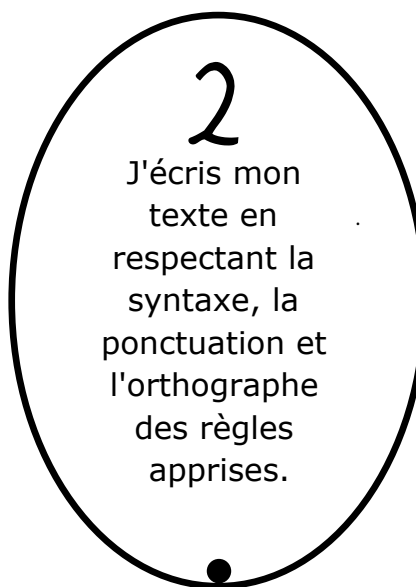 2
J'écris mon
texte en
respectant la
syntaxe, la
ponctuation et
l'orthographe
des règles
apprises.